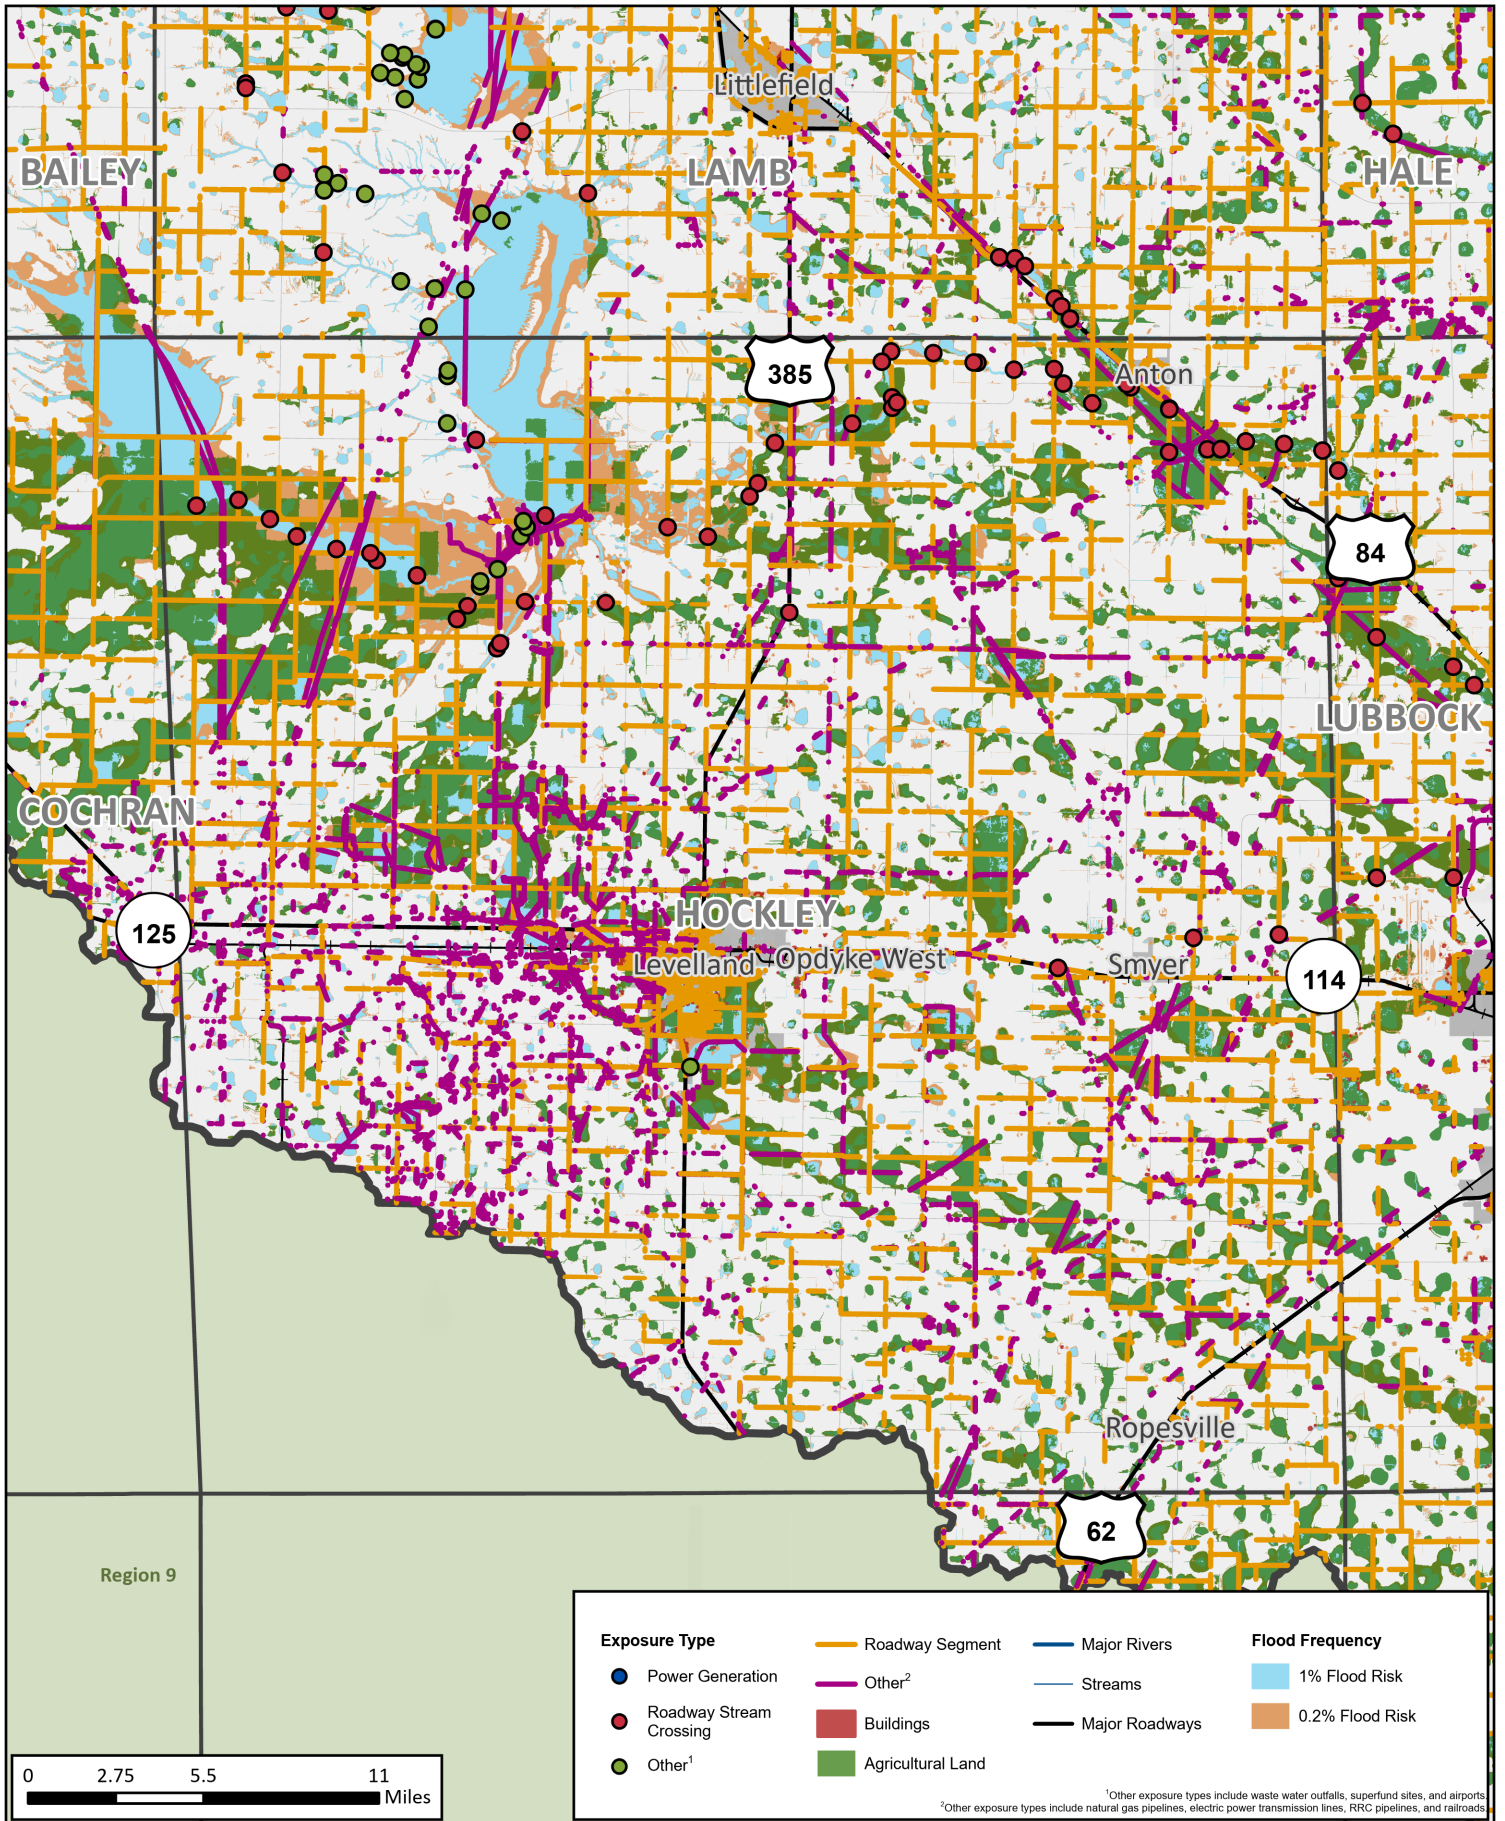 Littlefield
BAILEY
LAMB
HALE
385
Anton
84
LUBBOCK
COCHRAN
HOCKLEY
125
Levelland
Opdyke West
Smyer
114
Ropesville
62
Region 9
Exposure Type
Power Generation
Roadway Stream
Crossing
Other1
Roadway Segment
Other2
Buildings
Agricultural Land
Major Rivers
Streams
Major Roadways
Flood Frequency
1% Flood Risk
0.2% Flood Risk
0 2.75 5.5 11
Miles
1Other exposure types include waste water outfalls, superfund sites, and airports.
2Other exposure types include natural gas pipelines, electric power transmission lines, RRC pipelines, and railroads.